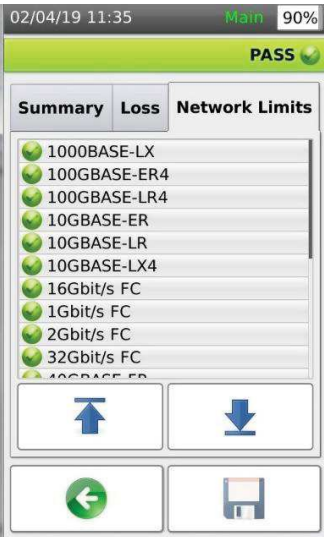 02/04/19 11:35 Main 90%
PASS
Summary Loss Network Limits
1000BASE-LX
100GBASE-ER4
100GBASE-LR4
10GBASE-ER
10GBASE-LR
10GBASE-LX4
16Gbit/s FC
1Gbit/s FC
2Gbit/s FC
32Gbit/s FC